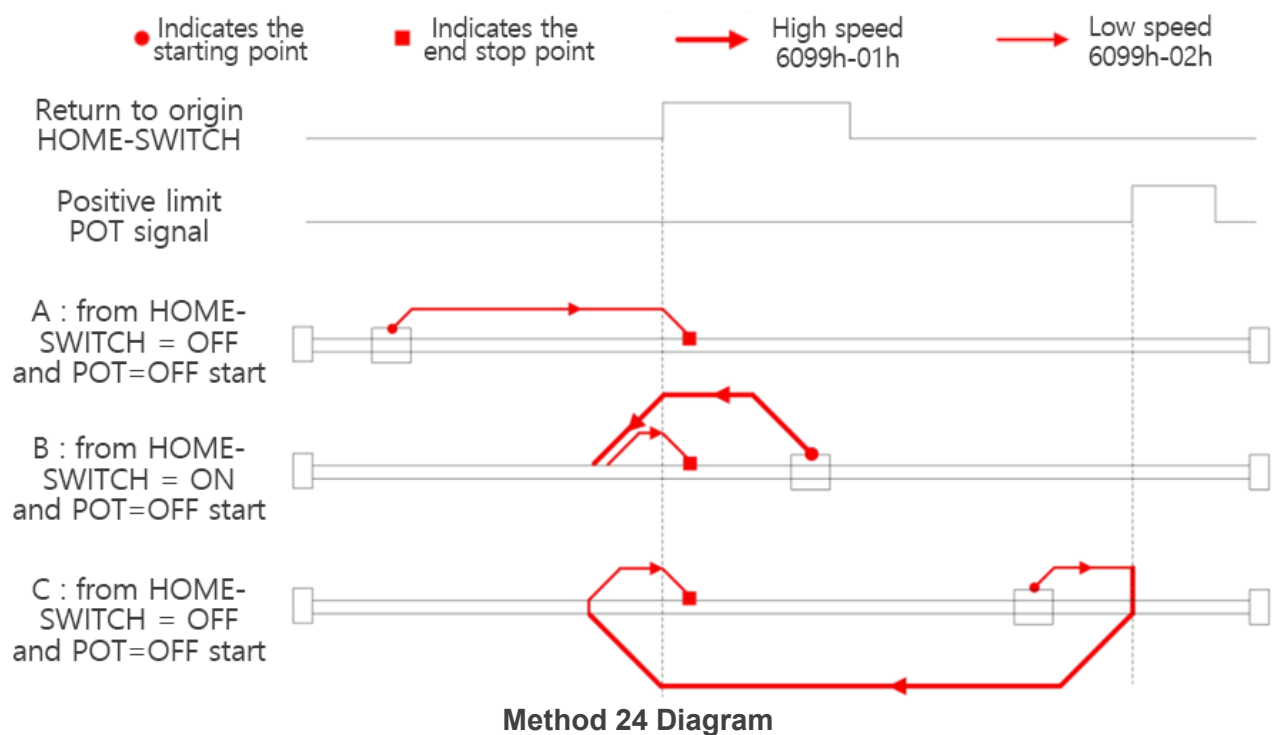 Indicates the
starting point
Indicates the
end stop point
High speed
6099h-01h
Low speed
6099h-02h
Return to origin
HOME-SWITCH
Positive limit
POT signal
A : from HOME-
SWITCH = OFF
and POT=OFF start
B : from HOME-
SWITCH = ON
and POT=OFF start
C : from HOME-
SWITCH = OFF
and POT=OFF start
Method 24 Diagram